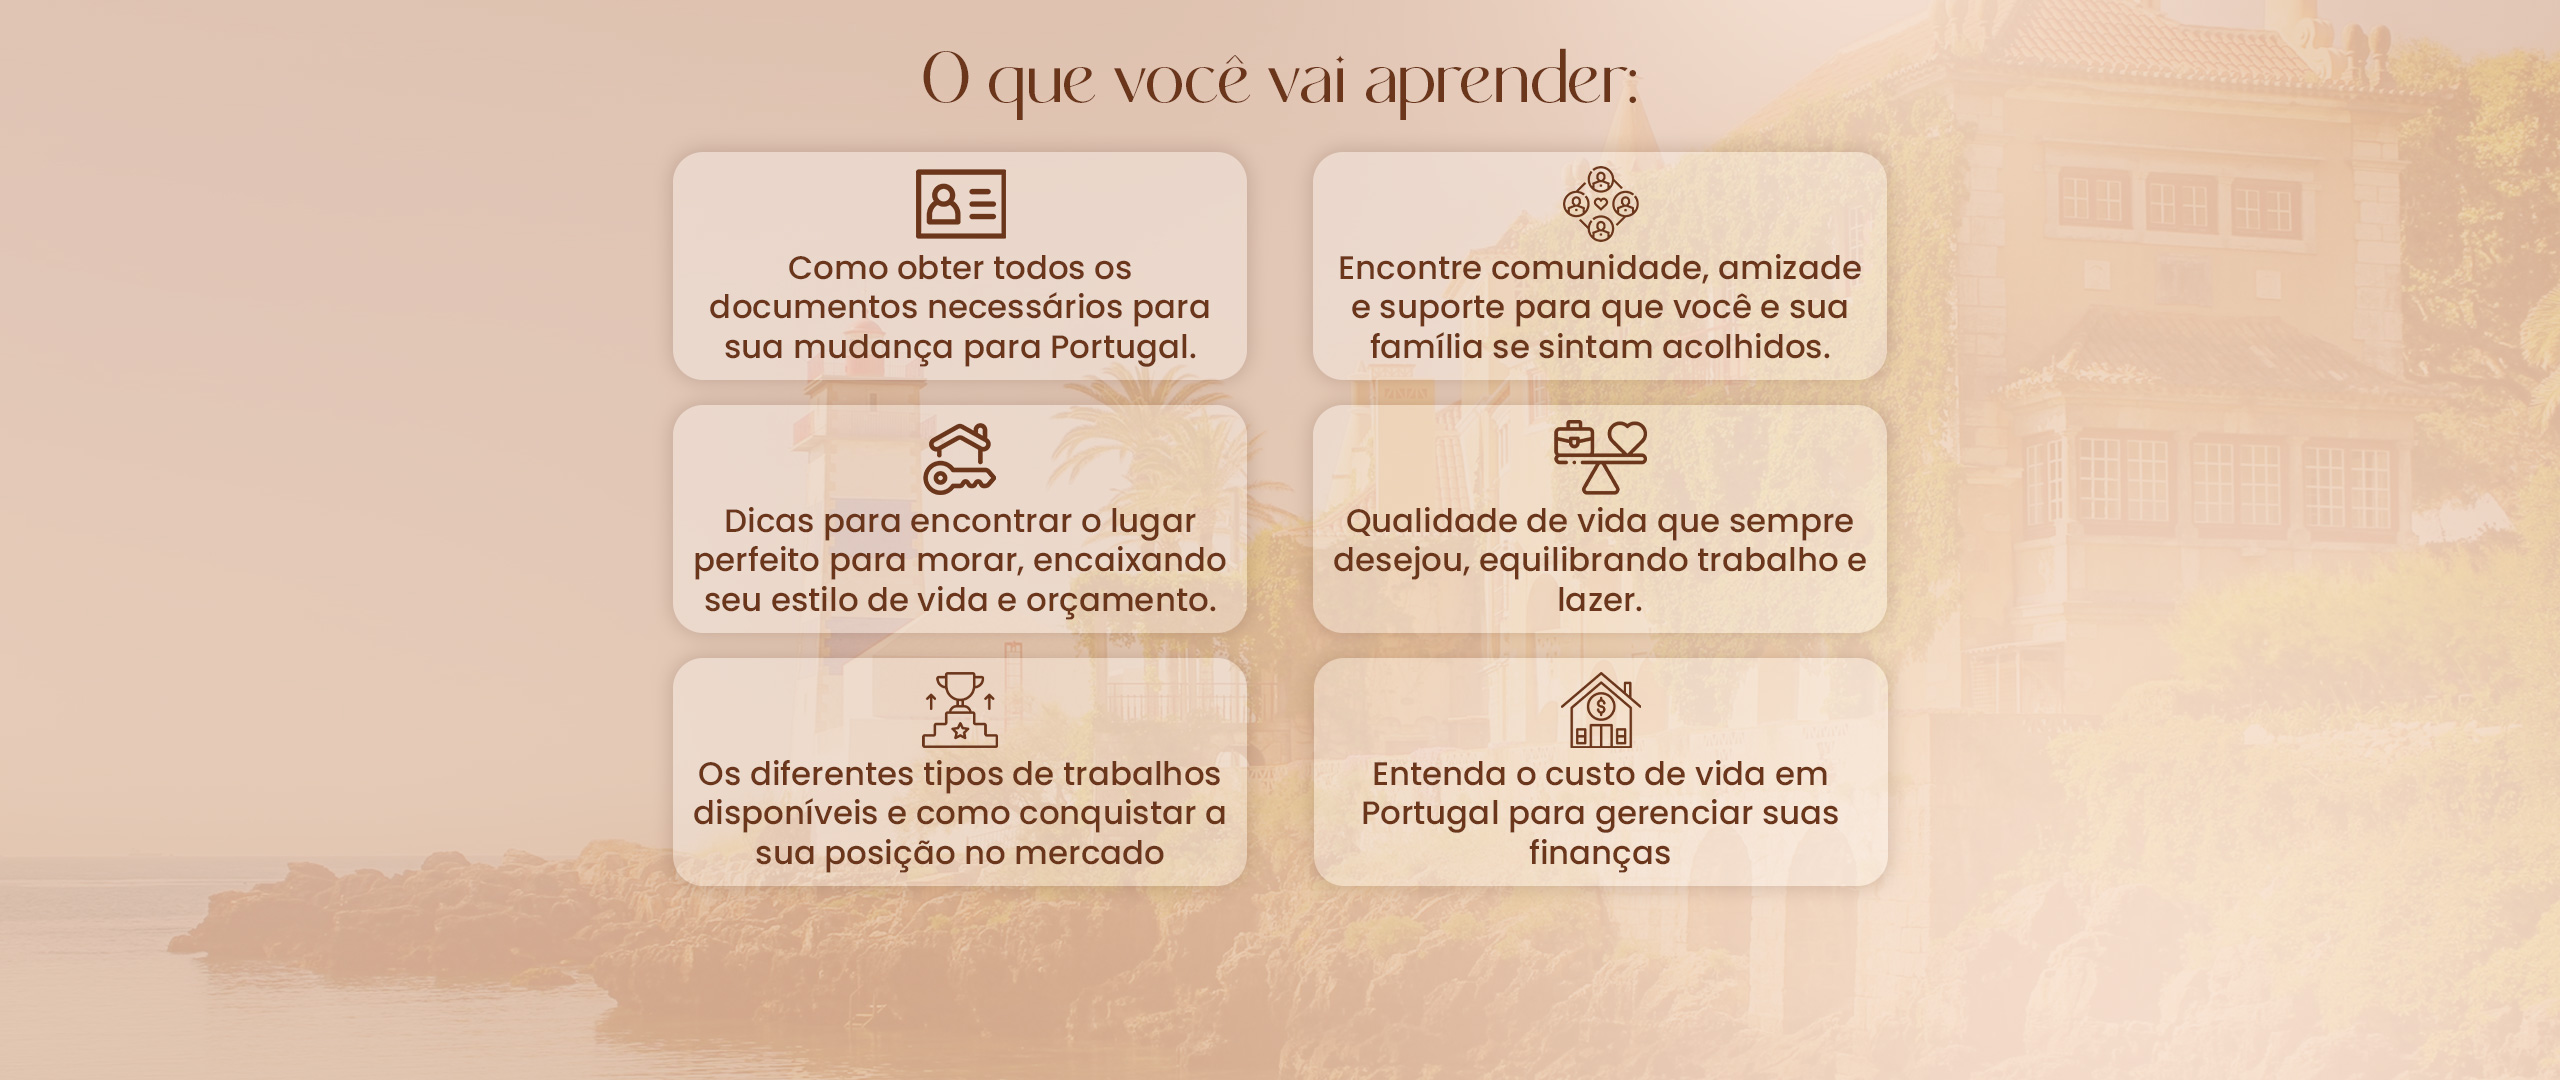 O que você vai aprender:
Como obter todos os
documentos necessários para
sua mudança para Portugal.
Encontre comunidade, amizade
e suporte para que você e sua
família se sintam acolhidos.
Dicas para encontrar o lugar
perfeito para morar, encaixando
seu estilo de vida e orçamento.
Qualidade de vida que sempre
desejou, equilibrando trabalho e
lazer.
Os diferentes tipos de trabalhos
disponíveis e como conquistar a
sua posição no mercado
Entenda o custo de vida em
Portugal para gerenciar suas
finanças